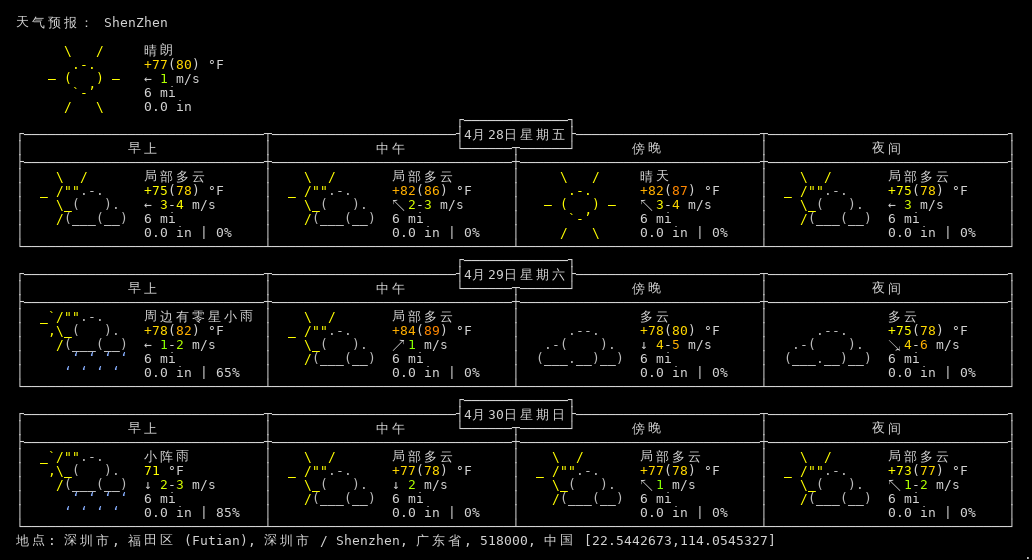 天气预报： ShenZhen
晴朗
+77(80) °F
← 1 m/s
6 mi
0.0 in
4月28日星期五
早上 中午 傍晚 夜间
局部多云 局部多云 晴天 局部多云
+75(78) °F +82(86) °F +82(87) °F +75(78) °F
← 3-4 m/s ↖ 2-3 m/s ↖ 3-4 m/s ← 3 m/s
6 mi 6 mi 6 mi 6 mi
0.0 in | 0% 0.0 in | 0% 0.0 in | 0% 0.0 in | 0%
4月29日星期六
早上 中午 傍晚 夜间
周边有零星小雨 局部多云 多云 多云
+78(82) °F +84(89) °F +78(80) °F +75(78) °F
← 1-2 m/s ↗ 1 m/s ↓ 4-5 m/s ↘ 4-6 m/s
6 mi 6 mi 6 mi 6 mi
0.0 in | 65% 0.0 in | 0% 0.0 in | 0% 0.0 in | 0%
4月30日星期日
早上 中午 傍晚 夜间
小阵雨 局部多云 局部多云 局部多云
71 °F +77(78) °F +77(78) °F +73(77) °F
↓ 2-3 m/s ↓ 2 m/s ↖ 1 m/s ↖ 1-2 m/s
6 mi 6 mi 6 mi 6 mi
0.0 in | 85% 0.0 in | 0% 0.0 in | 0% 0.0 in | 0%
地点: 深圳市, 福田区 (Futian), 深圳市 / Shenzhen, 广东省, 518000, 中国 [22.5442673,114.0545327]